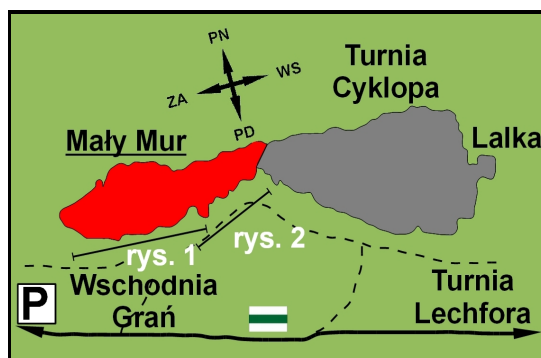 PN
ZA
WS
PD
Turnia
Cyklopa
Lalka
Mały Mur
rys. 1
rys. 2
Wschodnia
Grań
P
Turnia
Lechfora